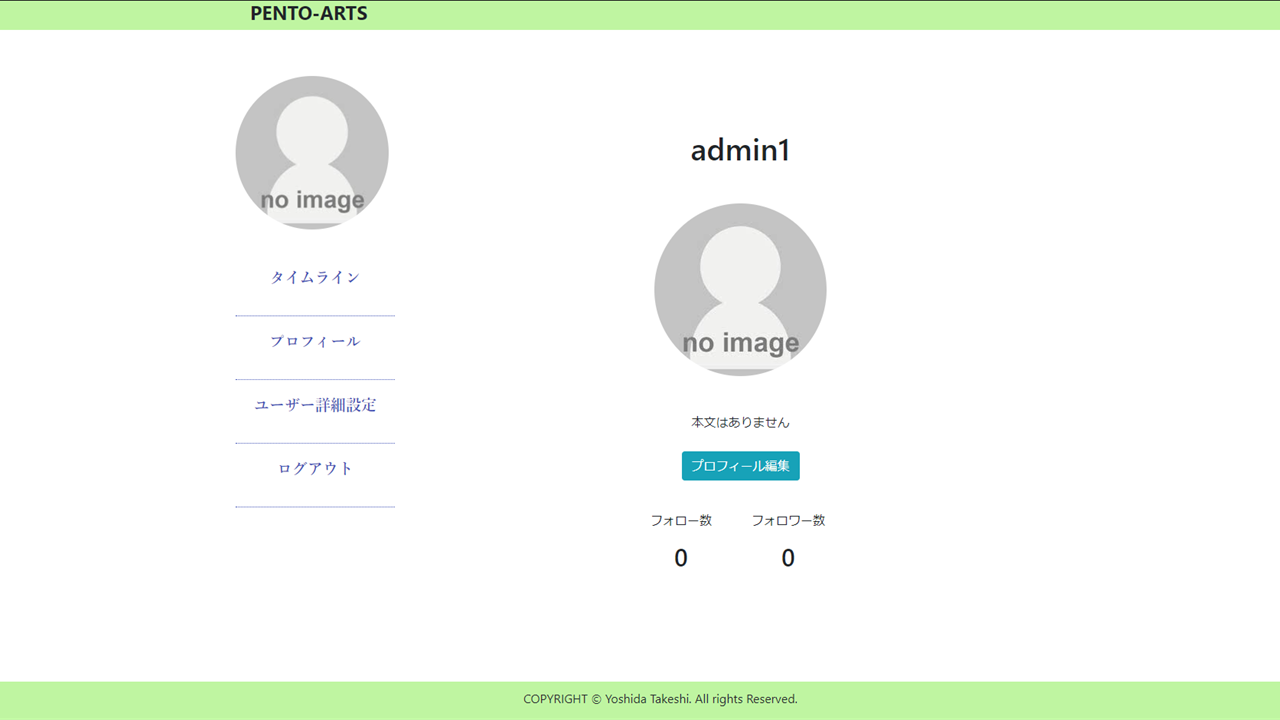 PENTO-ARTS
no image
タイムライン
プロフィール
ユーザー詳細設定
ログアウト
admin1
no image
本文はありません
プロフィール編集
フォロー数 フォロワー数
0 0
COPYRIGHT © Yoshida Takeshi. All rights Reserved.